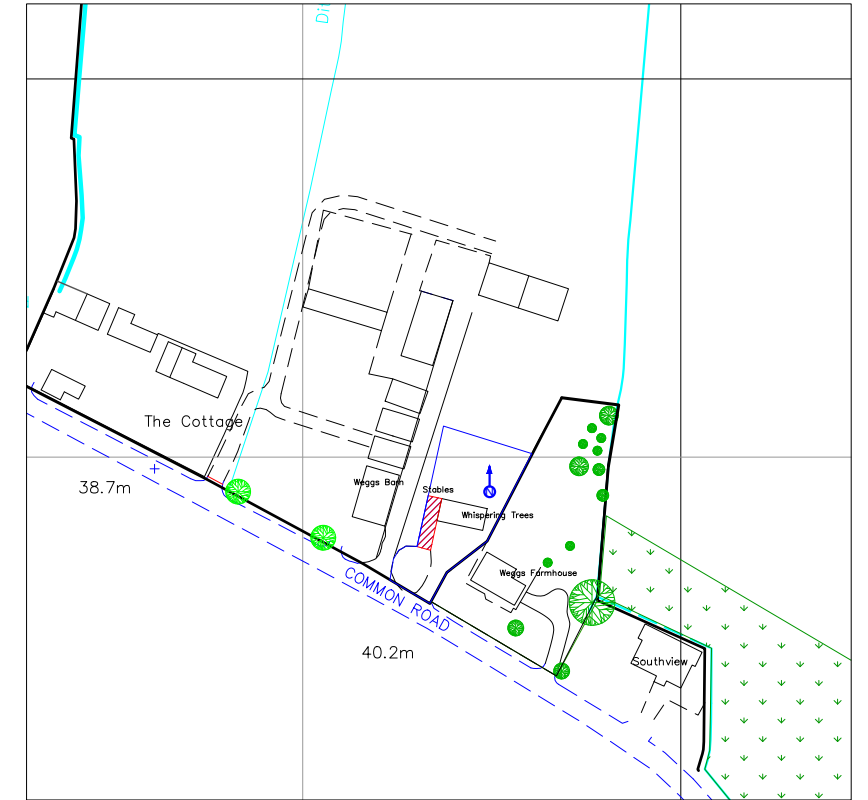 The Cottage
38.7m
Weggs Barn
Stables
N
Whispering Trees
Weggs Farmhouse
COMMON ROAD
40.2m
Southview